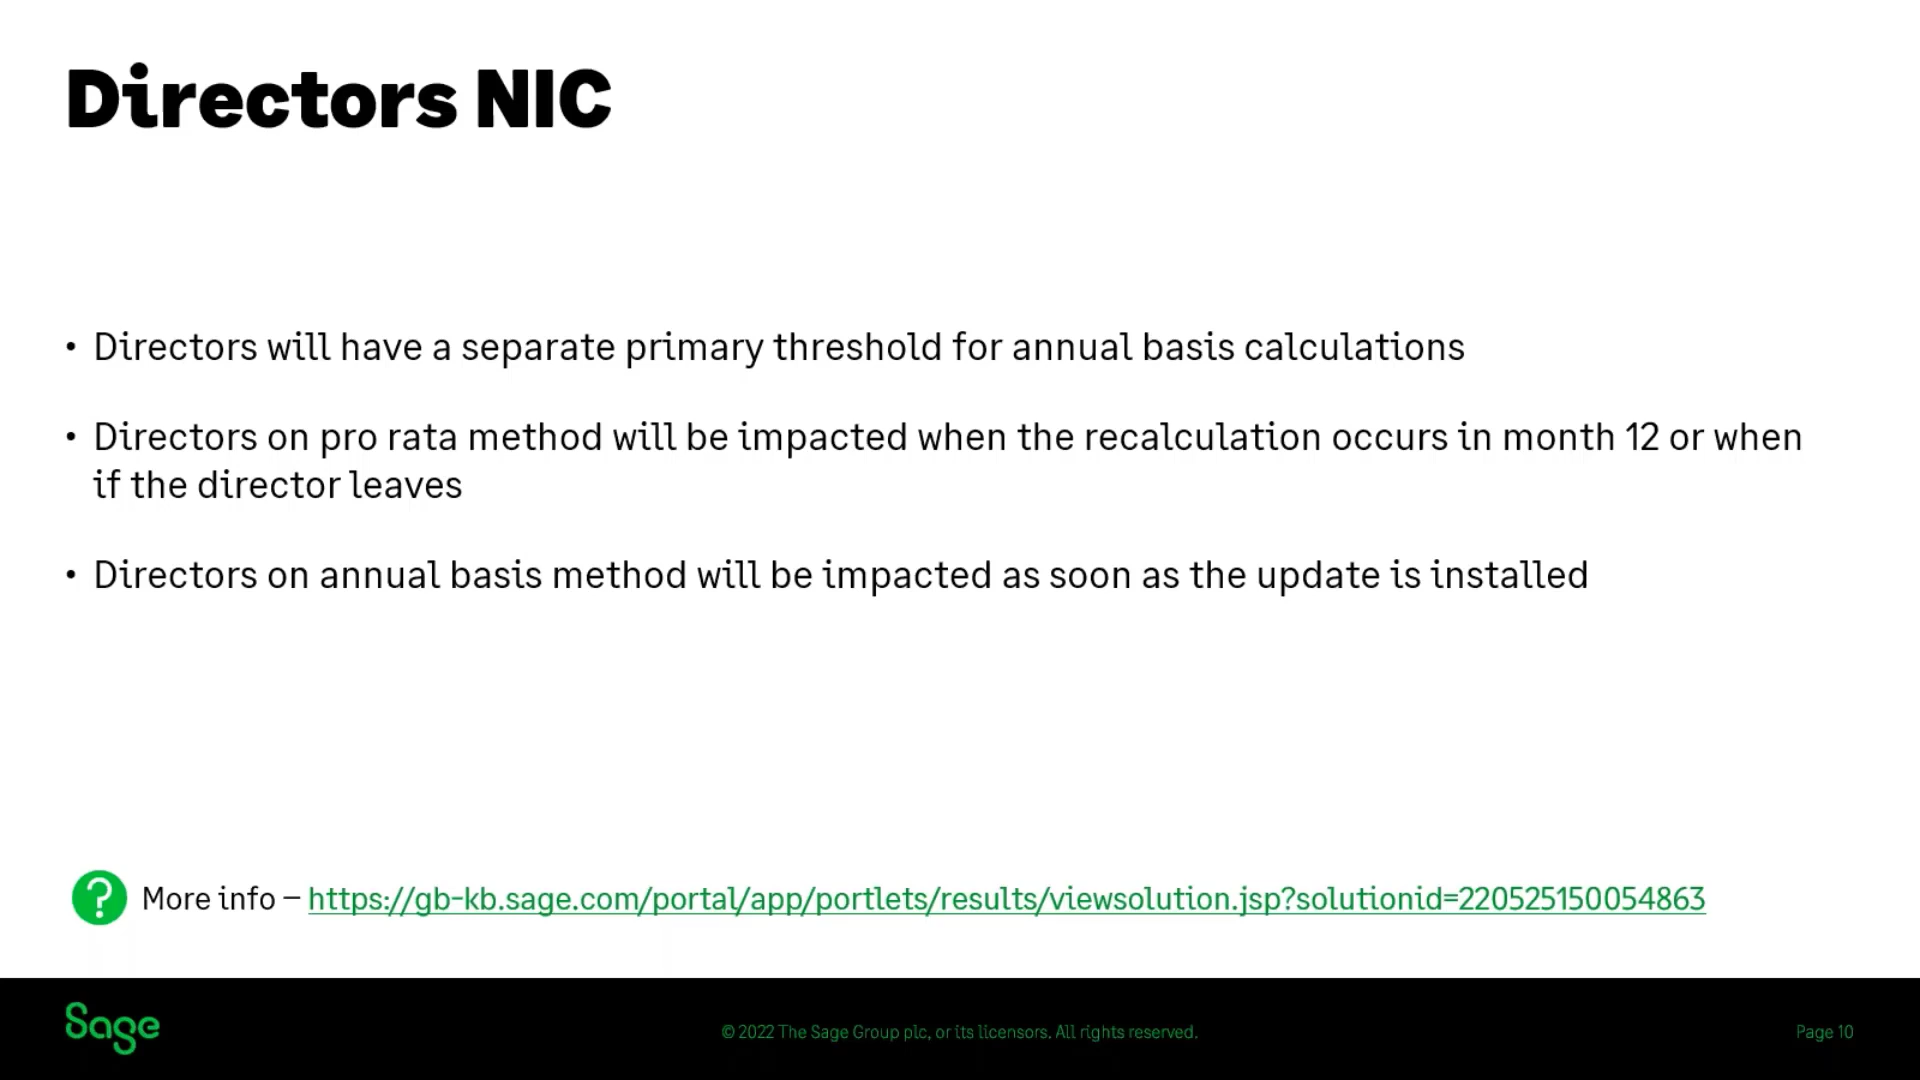 Directors NIC
• Directors will have a separate primary threshold for annual basis calculations
• Directors on pro rata method will be impacted when the recalculation occurs in month 12 or when
if the director leaves
• Directors on annual basis method will be impacted as soon as the update is installed
? More info – https://gb-kb.sage.com/portal/app/portlets/results/viewsolution.jsp?solutionid=220525150054863
Sage
© 2022 The Sage Group plc, or its licensors. All rights reserved.
Page 10